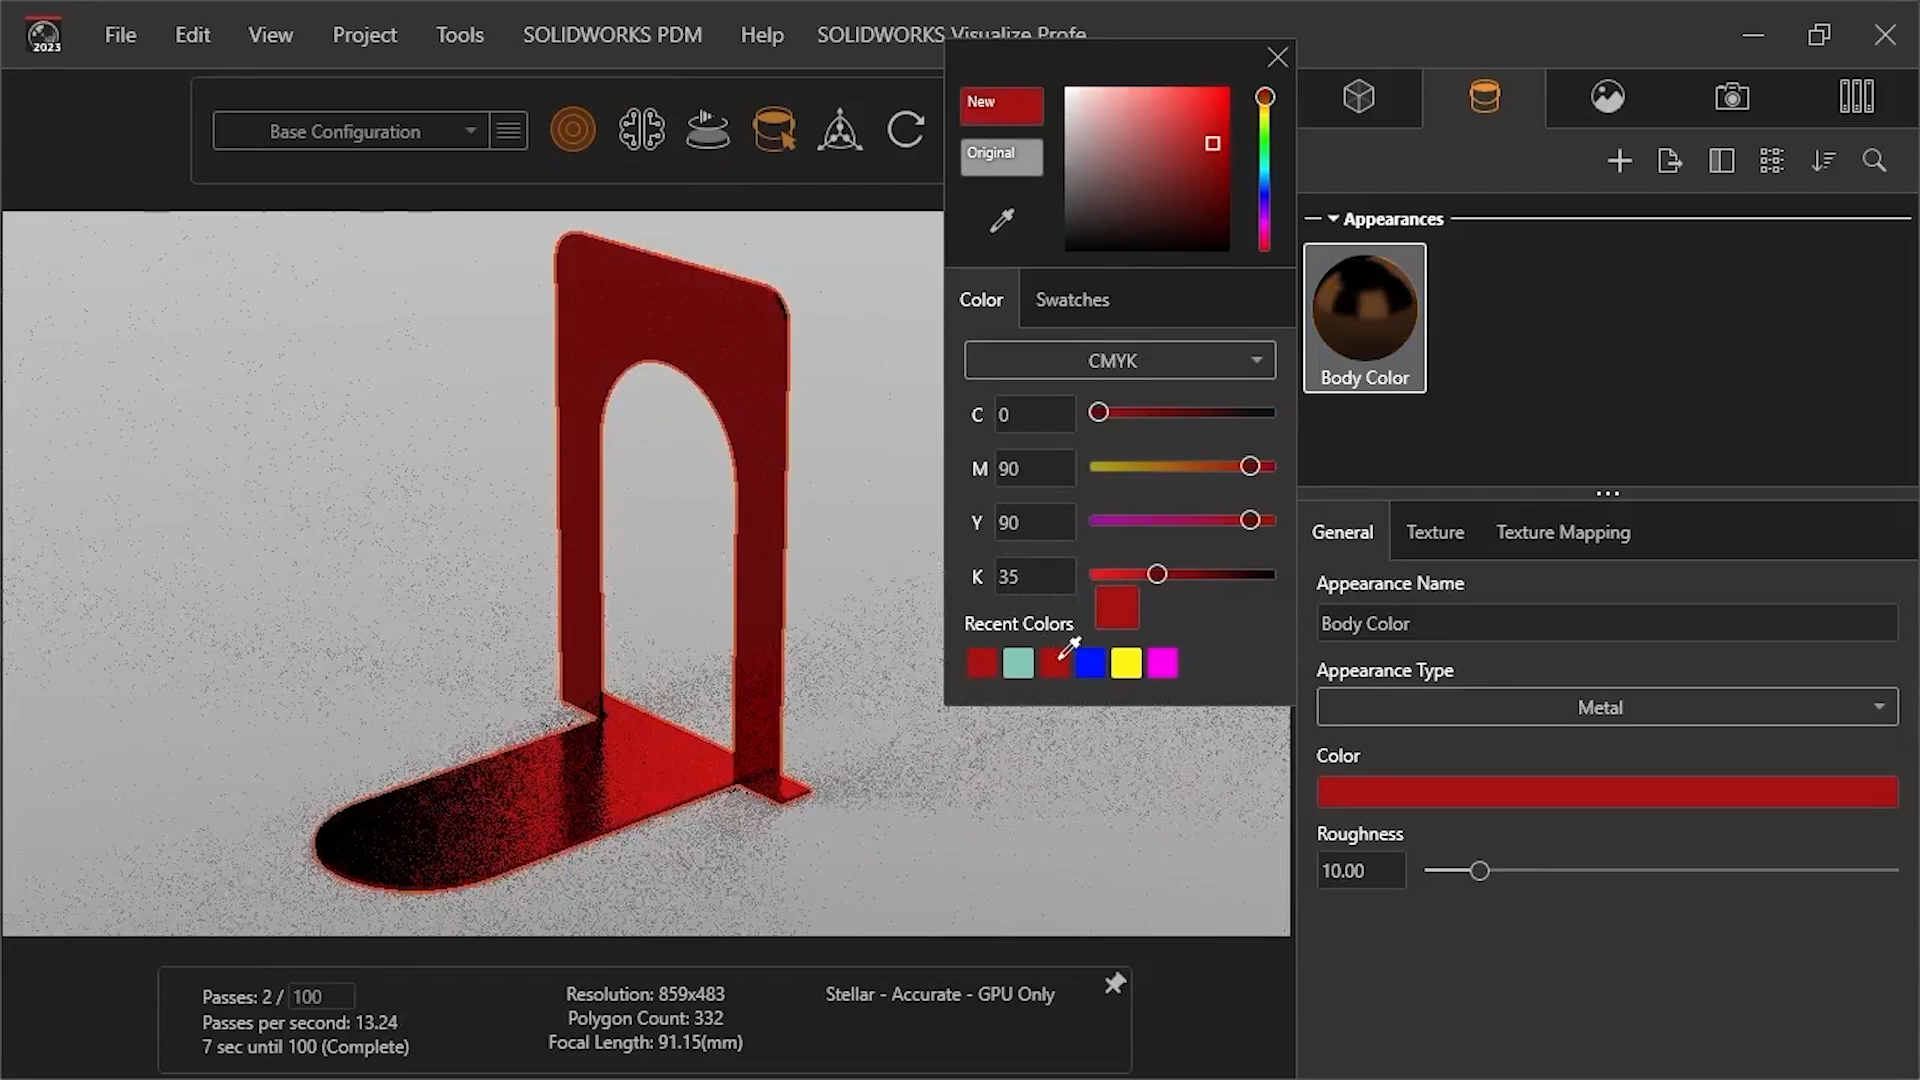 2023
File Edit View Project Tools SOLIDWORKS PDM Help SOLIDWORKS Visualize Profe
Base Configuration
New
Original
Color Swatches
CMYK
C 0
M 90
Y 90
K 35
Recent Colors
Appearances
Body Color
General Texture Texture Mapping
Appearance Name
Body Color
Appearance Type
Metal
Color
Roughness
10.00
Passes: 2 / 100
Passes per second: 13.24
7 sec until 100 (Complete)
Resolution: 859x483
Polygon Count: 332
Focal Length: 91.15(mm)
Stellar - Accurate - GPU Only